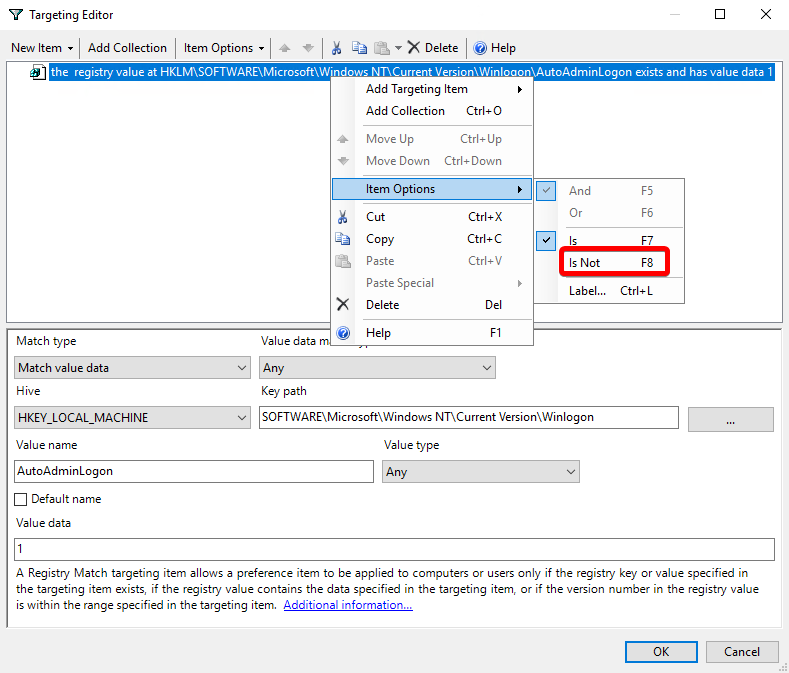 Targeting Editor
New Item Add Collection Item Options Delete Help
the registry value at HKLM\SOFTWARE\Microsoft\Windows NT\Current Version\Winlogon\AutoAdminLogon exists and has value data 1
Add Targeting Item
Add Collection Ctrl+O
Move Up Ctrl+Up
Move Down Ctrl+Down
Item Options
Cut Ctrl+X
Copy Ctrl+C
Paste Ctrl+V
Paste Special
Delete Del
Help F1
And F5
Or F6
Is F7
Is Not F8
Label... Ctrl+L
Match type
Value data m
Match value data
Any
Hive
Key path
HKEY_LOCAL_MACHINE
SOFTWARE\Microsoft\Windows NT\Current Version\Winlogon
...
Value name
Value type
AutoAdminLogon
Any
Default name
Value data
1
A Registry Match targeting item allows a preference item to be applied to computers or users only if the registry key or value specified in
the targeting item exists, if the registry value contains the data specified in the targeting item, or if the version number in the registry value
is within the range specified in the targeting item. Additional information...
OK Cancel